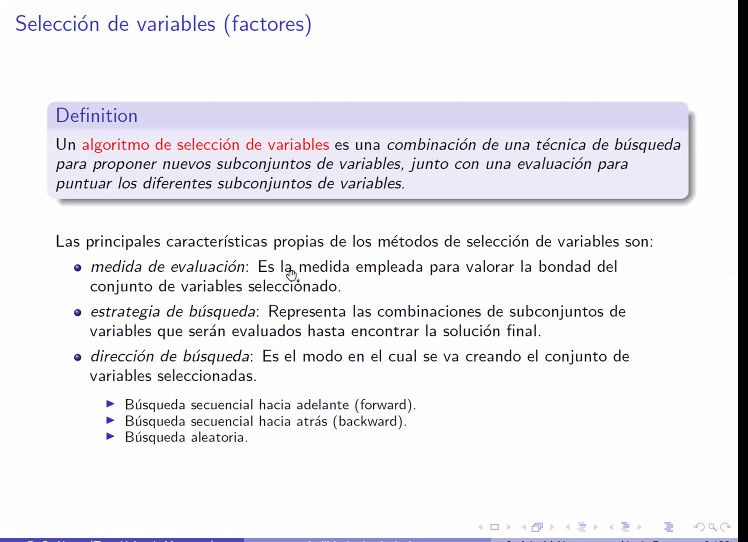 Selección de variables (factores)
Definition
Un algoritmo de selección de variables es una combinación de una técnica de búsqueda
para proponer nuevos subconjuntos de variables, junto con una evaluación para
puntuar los diferentes subconjuntos de variables.
Las principales características propias de los métodos de selección de variables son:
medida de evaluación: Es la medida empleada para valorar la bondad del
conjunto de variables seleccionado.
estrategia de búsqueda: Representa las combinaciones de subconjuntos de
variables que serán evaluados hasta encontrar la solución final.
dirección de búsqueda: Es el modo en el cual se va creando el conjunto de
variables seleccionadas.
Búsqueda secuencial hacia adelante (forward).
Búsqueda secuencial hacia atrás (backward).
Búsqueda aleatoria.